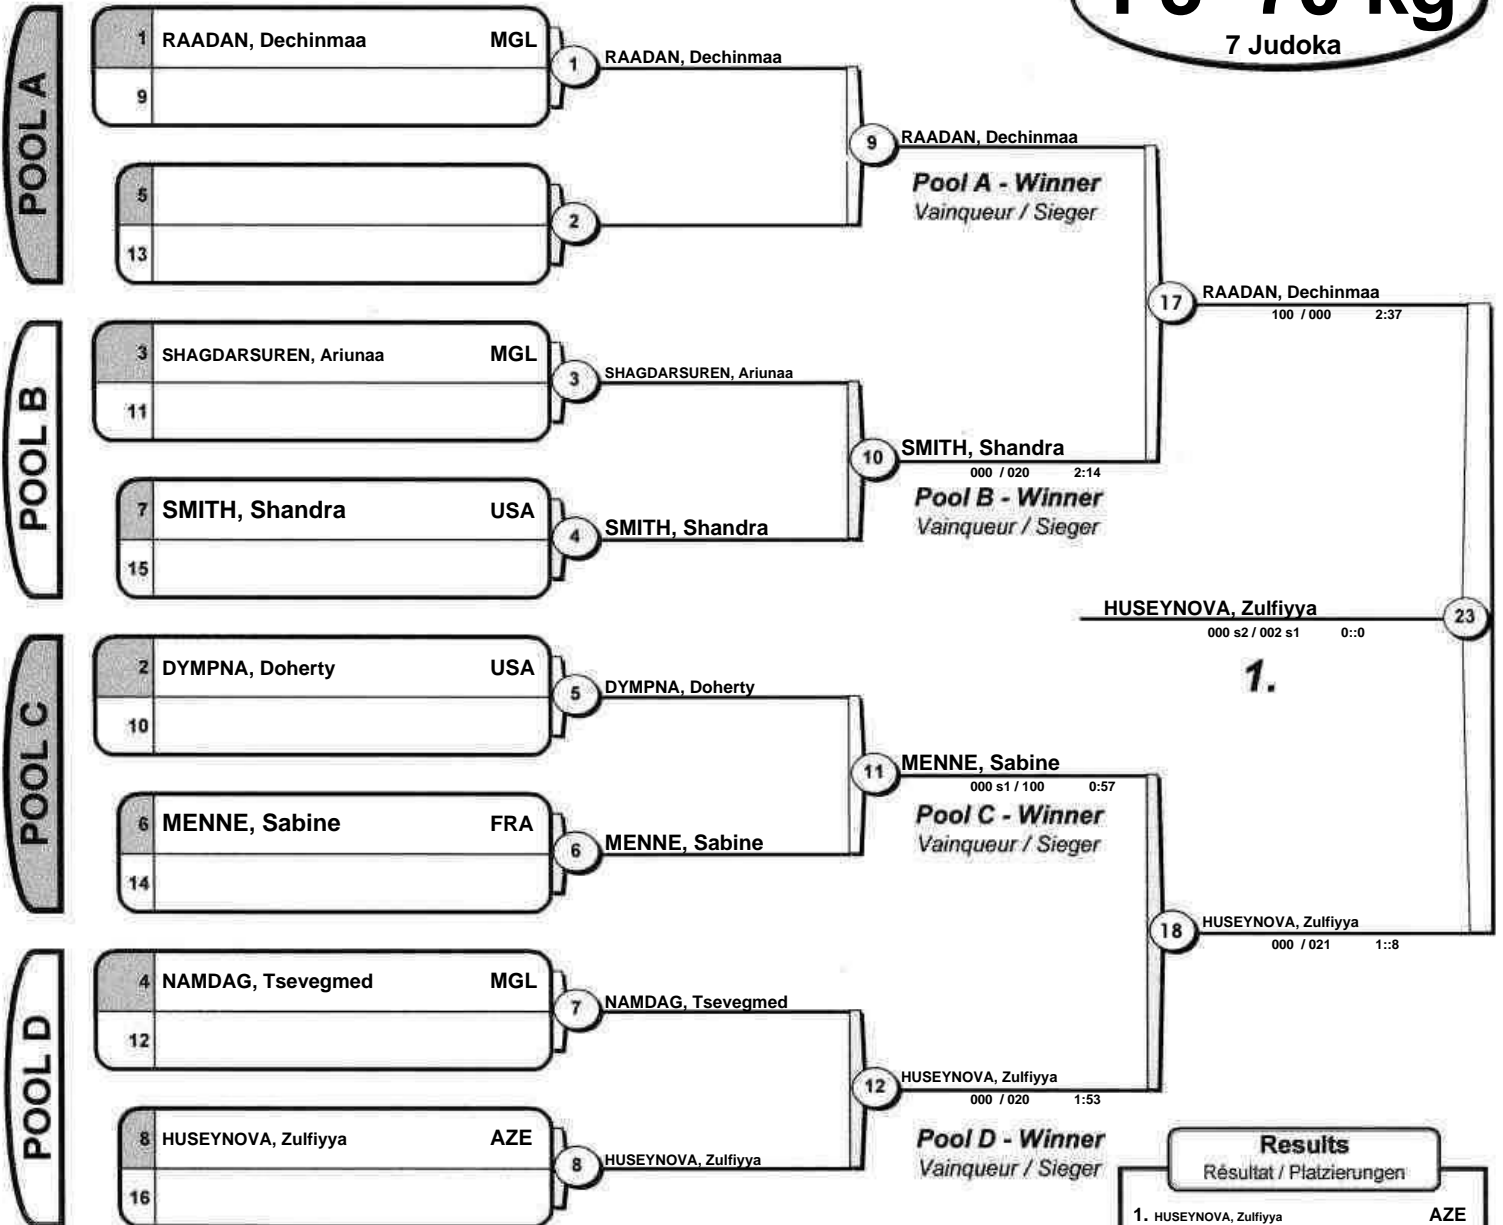 7 Judoka
POOL A
1 RAADAN, Dechinmaa MGL
9
1 RAADAN, Dechinmaa
5
13
2
9 RAADAN, Dechinmaa
Pool A - Winner
Vainqueur / Sieger
17 RAADAN, Dechinmaa
100 / 000 2:37
POOL B
3 SHAGDARSUREN, Ariunaa MGL
11
3 SHAGDARSUREN, Ariunaa
7 SMITH, Shandra USA
15
4 SMITH, Shandra
10 SMITH, Shandra
000 / 020 2:14
Pool B - Winner
Vainqueur / Sieger
HUSEYNOVA, Zulfiyya 23
000 s2 / 002 s1 0::0
1.
POOL C
2 DYMPNA, Doherty USA
10
5 DYMPNA, Doherty
6 MENNE, Sabine FRA
14
6 MENNE, Sabine
11 MENNE, Sabine
000 s1 / 100 0:57
Pool C - Winner
Vainqueur / Sieger
18 HUSEYNOVA, Zulfiyya
000 / 021 1::8
POOL D
4 NAMDAG, Tsevegmed MGL
12
7 NAMDAG, Tsevegmed
8 HUSEYNOVA, Zulfiyya AZE
16
8 HUSEYNOVA, Zulfiyya
12 HUSEYNOVA, Zulfiyya
000 / 020 1:53
Pool D - Winner
Vainqueur / Sieger
Results
Résultat / Platzierungen
1. HUSEYNOVA, Zulfiyya AZE